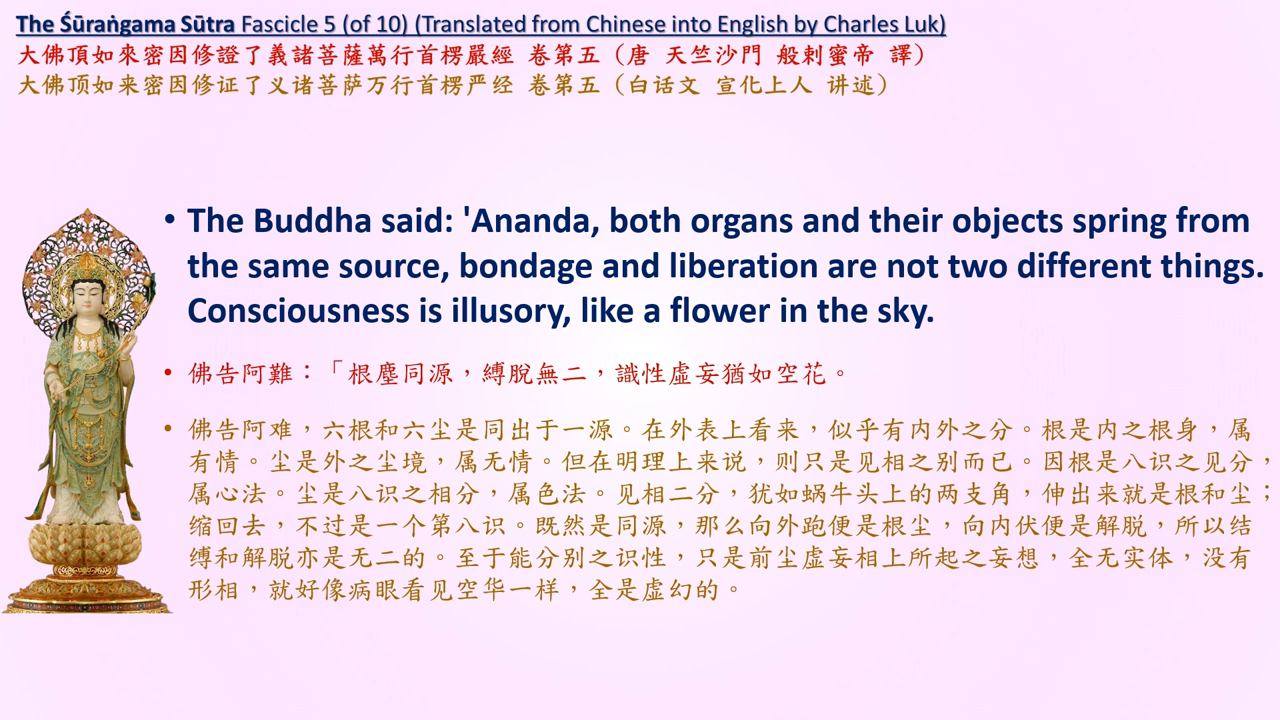 The Śūraṅgama Sūtra Fascicle 5 (of 10) (Translated from Chinese into English by Charles Luk)
大佛頂如來密因修證了義諸菩薩萬行首楞嚴經 卷第五（唐 天竺沙門 般剌蜜帝 譯）
大佛顶如来密因修证了义诸菩萨万行首楞严经 卷第五（白话文 宣化上人 讲述）
• The Buddha said: 'Ananda, both organs and their objects spring from
the same source, bondage and liberation are not two different things.
Consciousness is illusory, like a flower in the sky.
• 佛告阿難：「根塵同源，縛脫無二，識性虛妄猶如空花。
• 佛告阿难，六根和六尘是同出于一源。在外表上看来，似乎有内外之分。根是内之根身，属
有情。尘是外之尘境，属无情。但在明理上来说，则只是见相之别而已。因根是八识之见分，
属心法。尘是八识之相分，属色法。见相二分，犹如蜗牛头上的两支角，伸出来就是根和尘；
缩回去，不过是一个第八识。既然是同源，那么向外跑便是根尘，向内伏便是解脱，所以结
缚和解脱亦是无二的。至于能分别之识性，只是前尘虚妄相上所起之妄想，全无实体，没有
形相，就好像病眼看见空华一样，全是虚幻的。